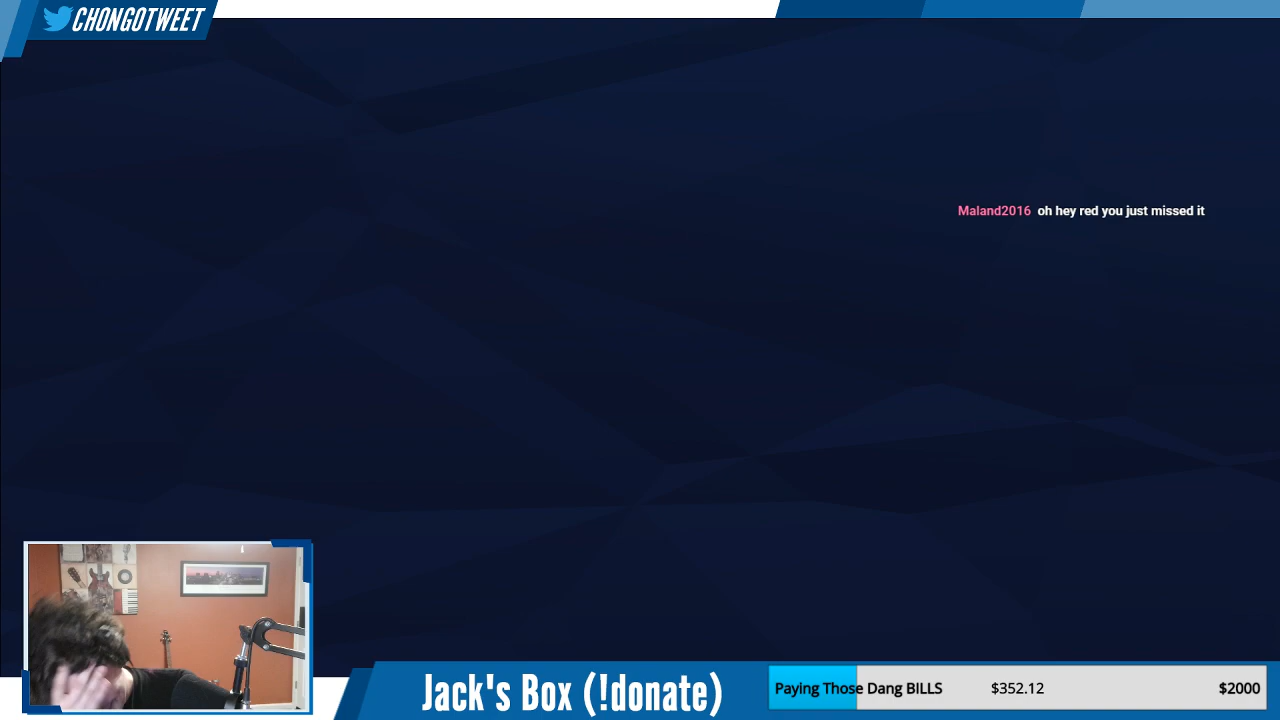 CHONGOTWEET
Maland2016 oh hey red you just missed it
Jack's Box (!donate)
Paying Those Dang BILLS $352.12 $2000